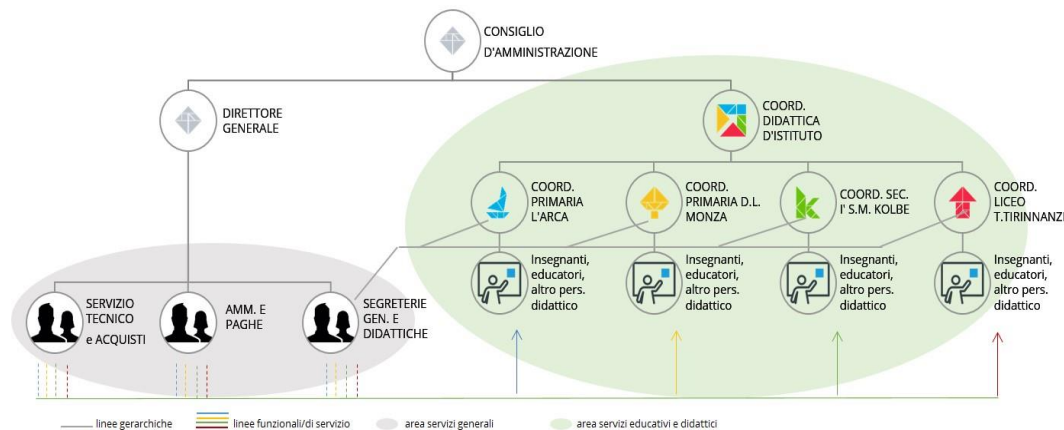 CONSIGLIO
D'AMMINISTRAZIONE
DIRETTORE
GENERALE
COORD.
DIDATTICA
D'ISTITUTO
COORD.
PRIMARIA
L'ARCA
COORD.
PRIMARIA D.L.
MONZA
COORD. SEC.
I° S.M. KOLBE
COORD.
LICEO
T.TIRINNANZI
Insegnanti,
educatori,
altro pers.
didattico
Insegnanti,
educatori,
altro pers.
didattico
Insegnanti,
educatori,
altro pers.
didattico
Insegnanti,
educatori,
altro pers.
didattico
SERVIZIO
TECNICO
e ACQUISTI
AMM. E
PAGHE
SEGRETERIE
GEN. E
DIDATTICHE
linee gerarchiche
linee funzionali/di servizio
area servizi generali
area servizi educativi e didattici